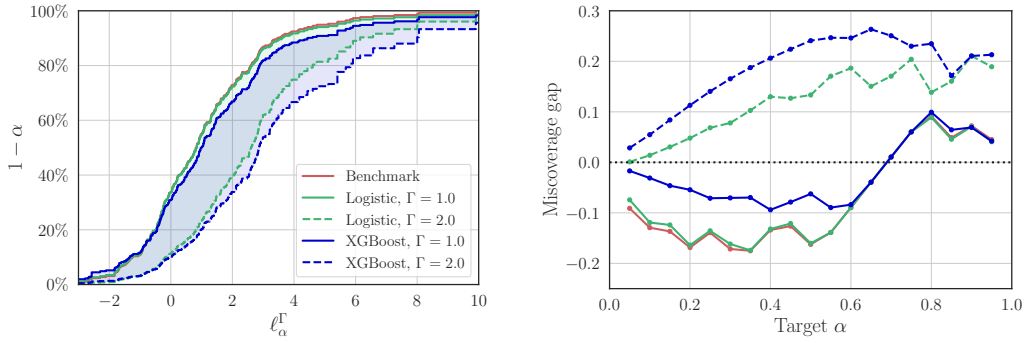 100%
80%
60%
40%
20%
0%
1 − α
−2
0
2
4
6
8
10
ℓ_α^Γ
Benchmark
Logistic, Γ = 1.0
Logistic, Γ = 2.0
XGBoost, Γ = 1.0
XGBoost, Γ = 2.0
0.3
0.2
0.1
0.0
−0.1
−0.2
Miscoverage gap
0.0
0.2
0.4
0.6
0.8
1.0
Target α